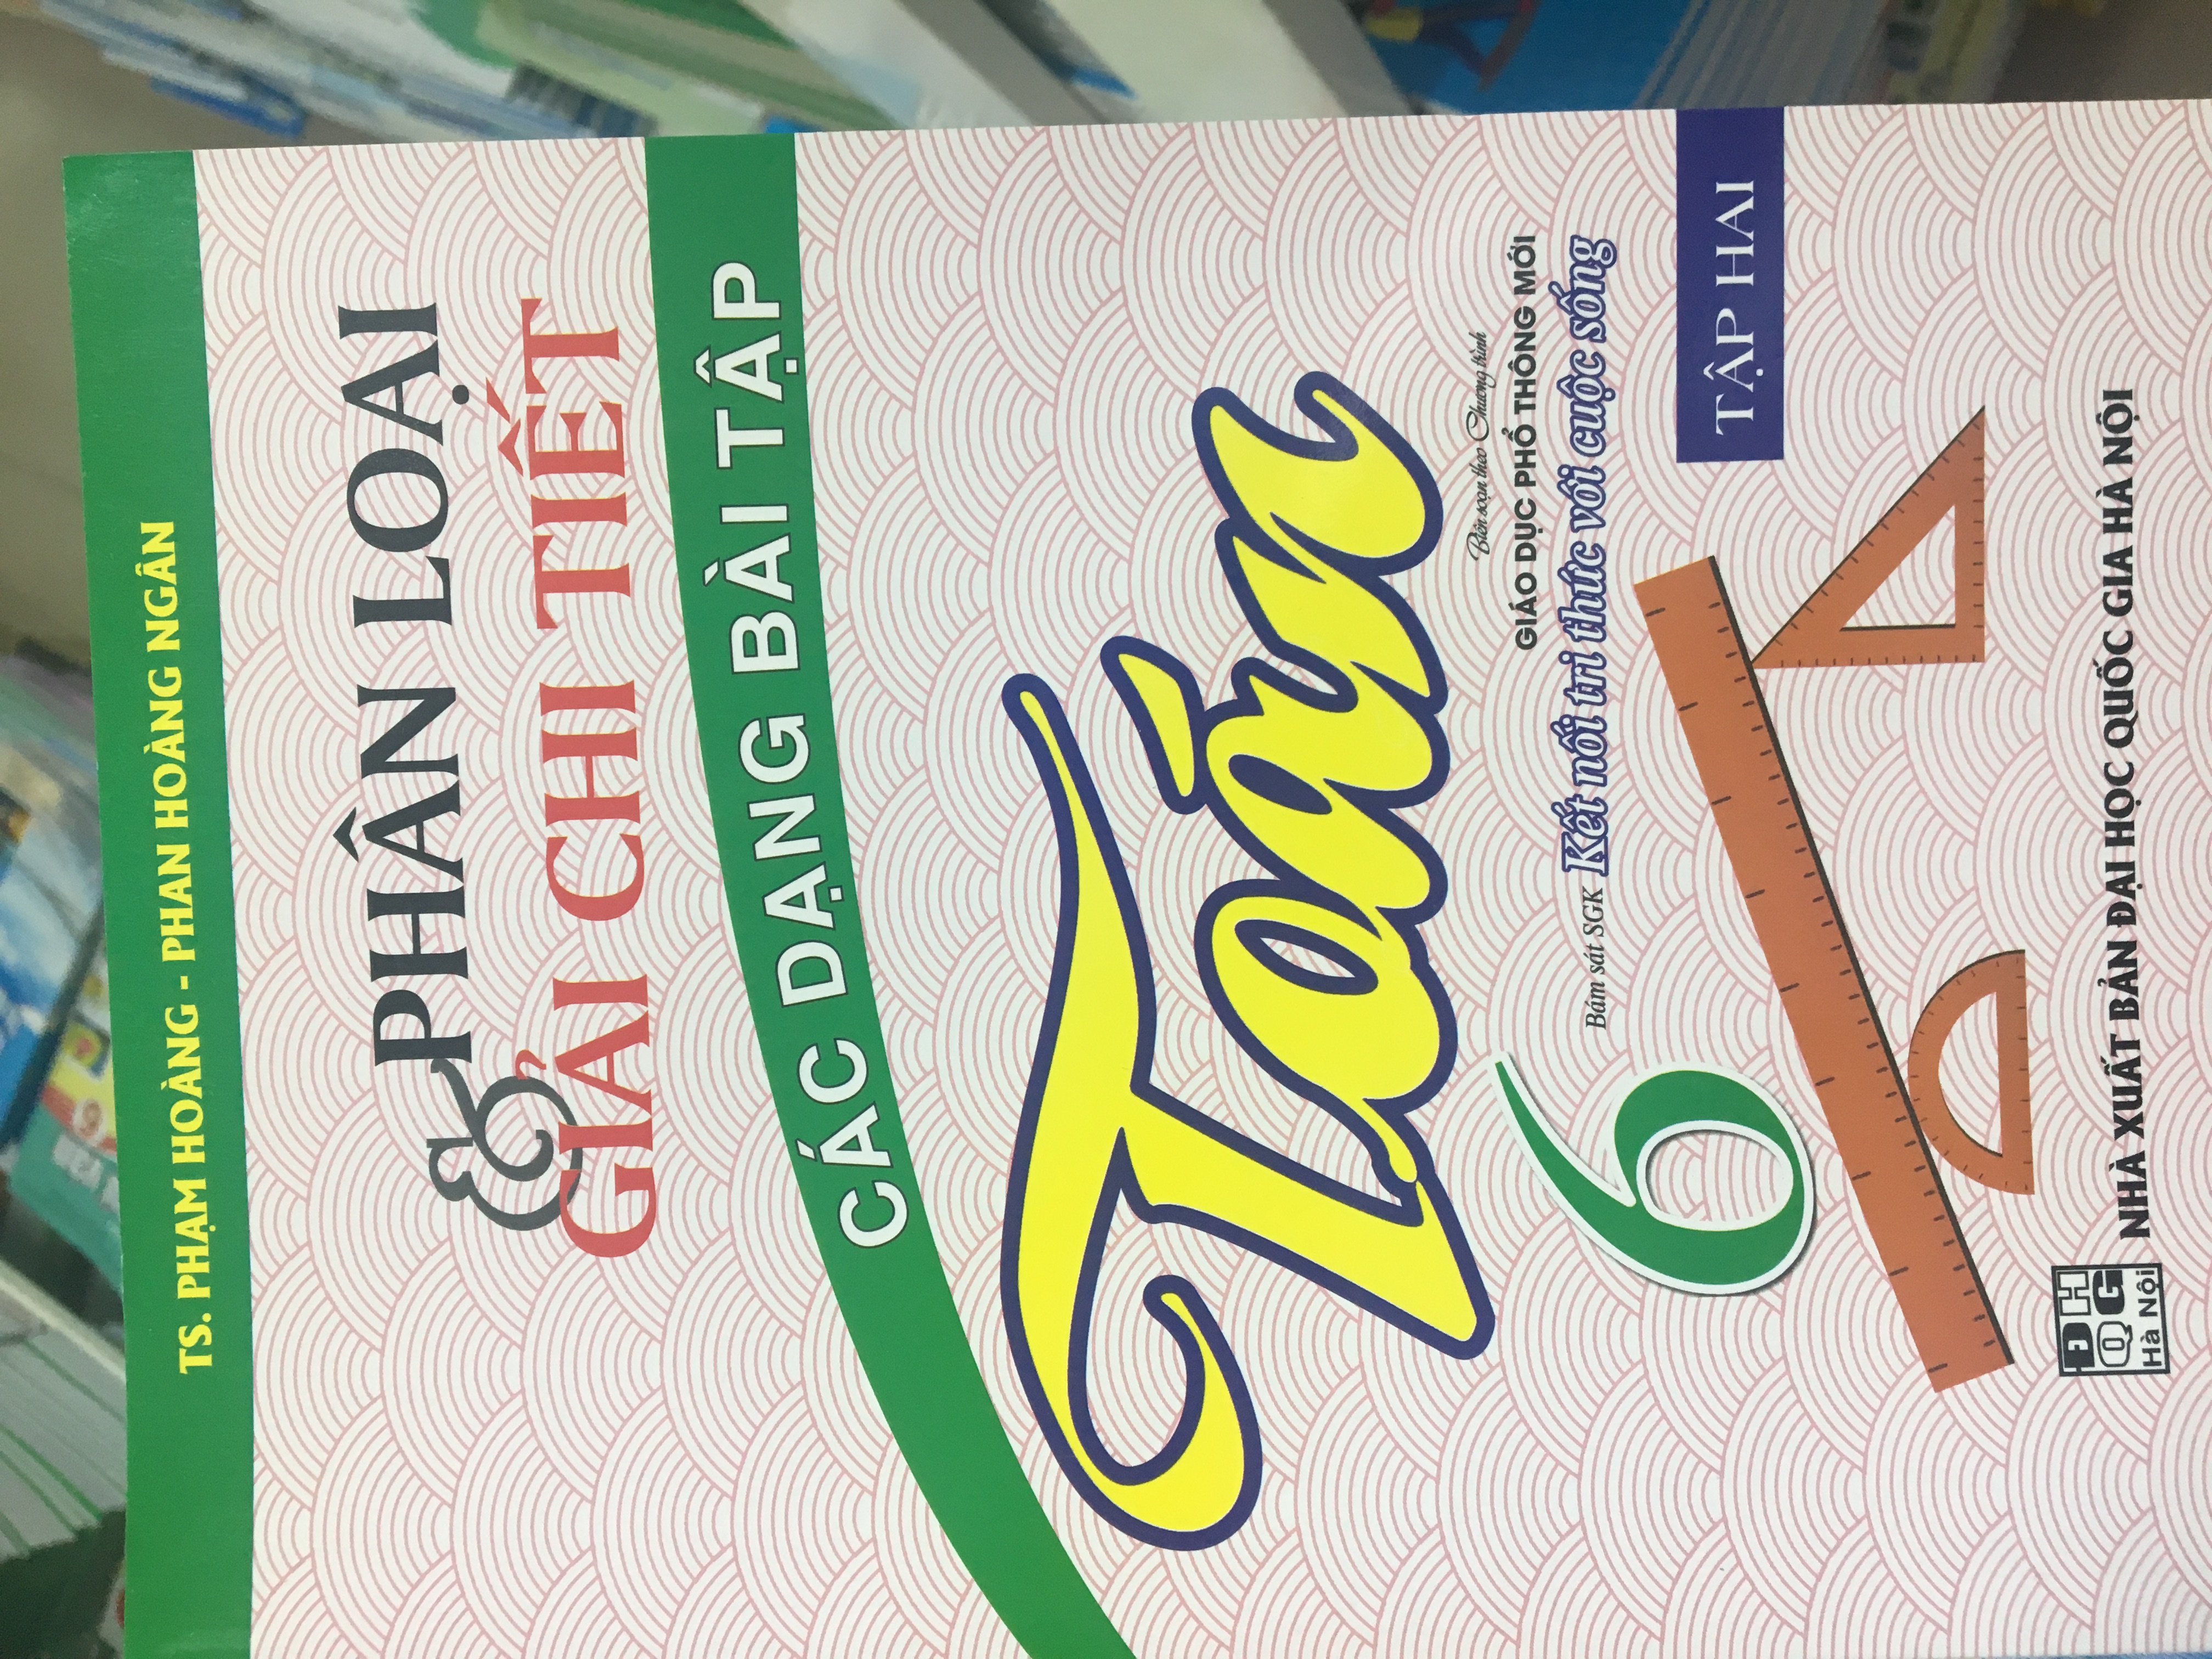 TS. PHẠM HOÀNG - PHAN HOÀNG NGÂN
PHÂN LOẠI
&
GIẢI CHI TIẾT
CÁC DẠNG BÀI TẬP
Toán
6
Biên soạn theo Chương trình
GIÁO DỤC PHỔ THÔNG MỚI
Bám sát SGK Kết nối tri thức với cuộc sống
TẬP HAI
ĐH
QG
Hà Nội
NHÀ XUẤT BẢN ĐẠI HỌC QUỐC GIA HÀ NỘI